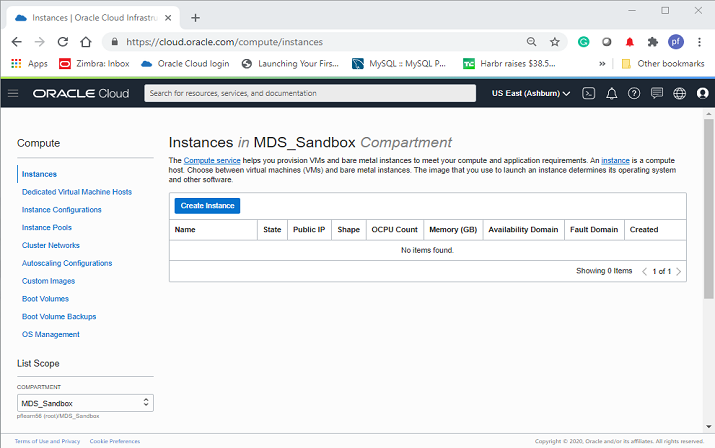 Instances | Oracle Cloud Infrastru
https://cloud.oracle.com/compute/instances
pf
Apps Zimbra: Inbox Oracle Cloud login Launching Your First... MySQL :: MySQL P... Harbr raises $38.5... » Other bookmarks
ORACLE Cloud Search for resources, services, and documentation US East (Ashburn)
Compute
Instances
Dedicated Virtual Machine Hosts
Instance Configurations
Instance Pools
Cluster Networks
Autoscaling Configurations
Custom Images
Boot Volumes
Boot Volume Backups
OS Management
List Scope
COMPARTMENT
MDS_Sandbox
pflearn66 (root)/MDS_Sandbox
Instances in MDS_Sandbox Compartment
The Compute service helps you provision VMs and bare metal instances to meet your compute and application requirements. An instance is a compute
host. Choose between virtual machines (VMs) and bare metal instances. The image that you use to launch an instance determines its operating system
and other software.
Create Instance
Name State Public IP Shape OCPU Count Memory (GB) Availability Domain Fault Domain Created
No items found.
Showing 0 Items < 1 of 1 >
Terms of Use and Privacy Cookie Preferences Copyright © 2020, Oracle and/or its affiliates. All rights reserved.